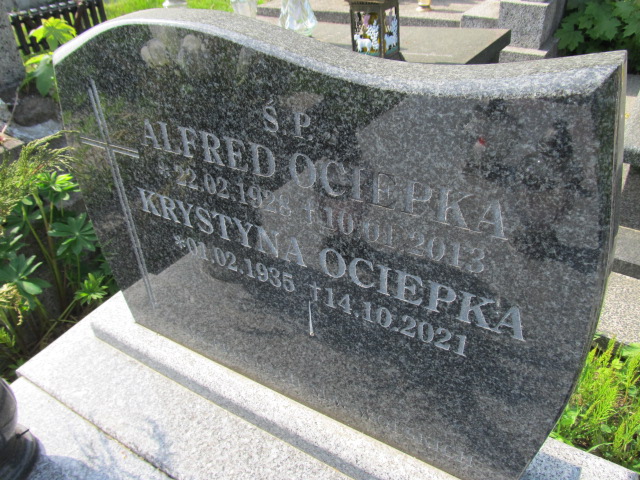 Ś P.
ALFRED OCIEPKA
*22.02.1928 †10.01.2013
KRYSTYNA OCIEPKA
*01.02.1935 †14.10.2021